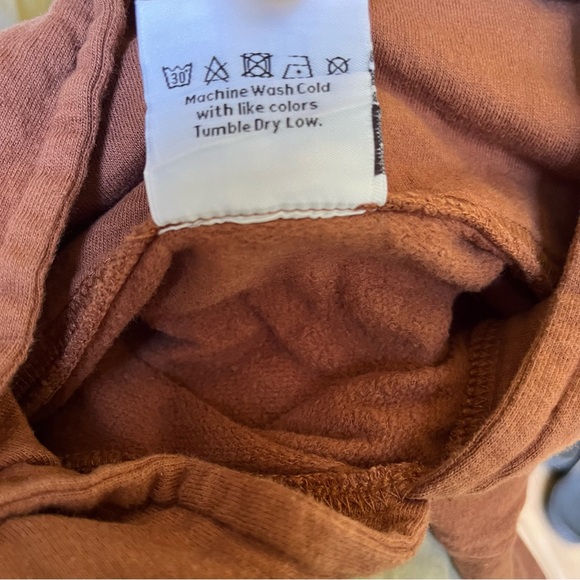 30
Machine Wash Cold
with like colors
Tumble Dry Low.